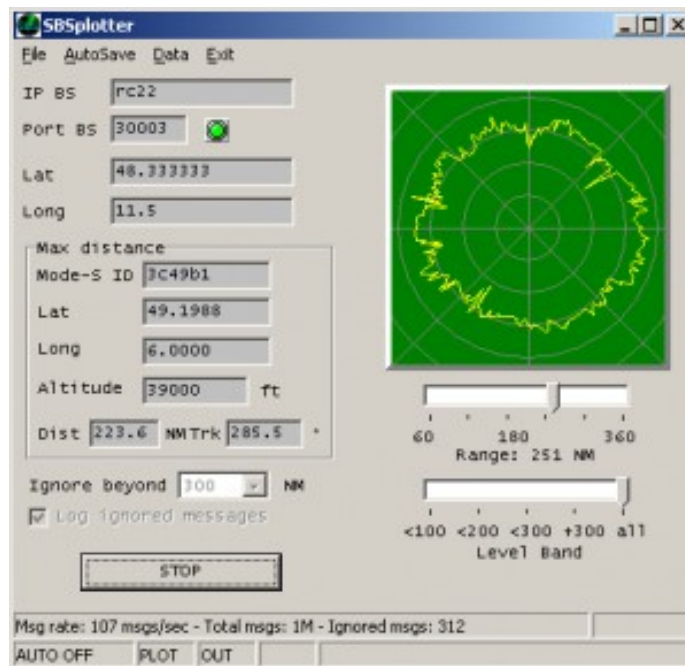 SBSplotter
File AutoSave Data Exit
IP BS rc22
Port BS 30003
Lat 48.333333
Long 11.5
Max distance
Mode-S ID 3C49b1
Lat 49.1988
Long 6.0000
Altitude 39000 ft
Dist 223.6 NM Trk 285.5 °
Ignore beyond 300 NM
Log ignored messages
STOP
60 180 360
Range: 251 NM
<100 <200 <300 +300 all
Level Band
Msg rate: 107 msgs/sec - Total msgs: 1M - Ignored msgs: 312
AUTO OFF PLOT OUT